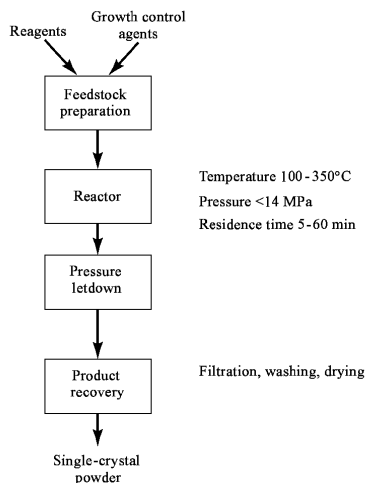 Reagents
Growth control
agents
Feedstock
preparation
Reactor
Temperature 100-350°C
Pressure <14 MPa
Residence time 5-60 min
Pressure
letdown
Product
recovery
Filtration, washing, drying
Single-crystal
powder